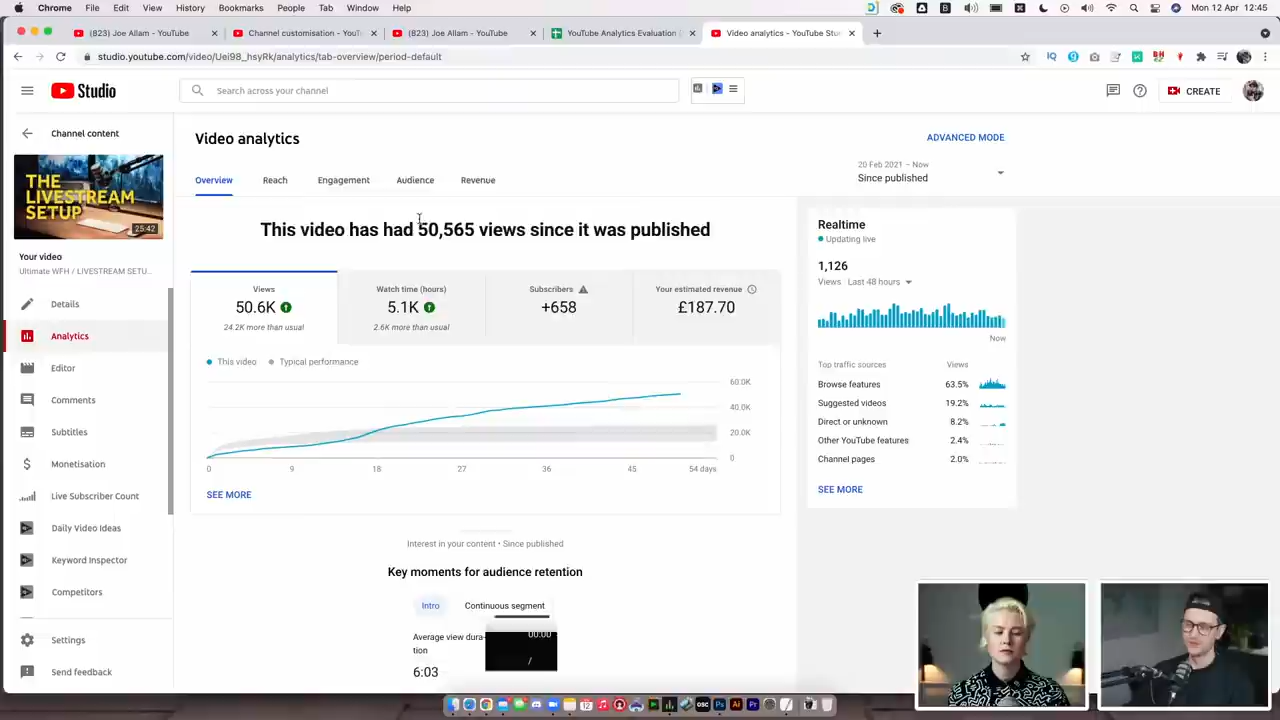 Chrome File Edit View History Bookmarks People Tab Window Help Mon 12 Apr 12:45
(823) Joe Allam - YouTube Channel customisation - YouT (823) Joe Allam - YouTube YouTube Analytics Evaluation Video analytics - YouTube Stu
studio.youtube.com/video/Uei98_hsyRk/analytics/tab-overview/period-default
Studio
Search across your channel
CREATE
Channel content
THE
LIVESTREAM
SETUP
25:42
Your video
Ultimate WFH / LIVESTREAM SETU...
Details
Analytics
Editor
Comments
Subtitles
Monetisation
Live Subscriber Count
Daily Video Ideas
Keyword Inspector
Competitors
Settings
Send feedback
Video analytics
ADVANCED MODE
Overview Reach Engagement Audience Revenue
20 Feb 2021 – Now
Since published
This video has had 50,565 views since it was published
Views
50.6K
24.2K more than usual
Watch time (hours)
5.1K
2.6K more than usual
Subscribers
+658
Your estimated revenue
£187.70
This video Typical performance
60.0K
40.0K
20.0K
0
0 9 18 27 36 45 54 days
SEE MORE
Interest in your content • Since published
Key moments for audience retention
Intro Continuous segment
Average view dura-
tion
6:03
00:00
/
Realtime
Updating live
1,126
Views Last 48 hours
Now
Top traffic sources Views
Browse features 63.5%
Suggested videos 19.2%
Direct or unknown 8.2%
Other YouTube features 2.4%
Channel pages 2.0%
SEE MORE